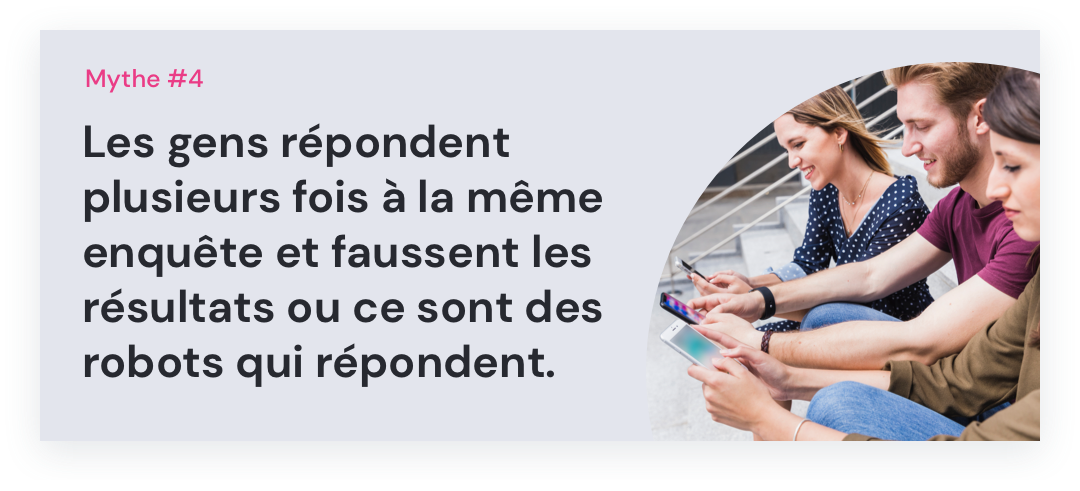 Mythe #4
Les gens répondent
plusieurs fois à la même
enquête et faussent les
résultats ou ce sont des
robots qui répondent.